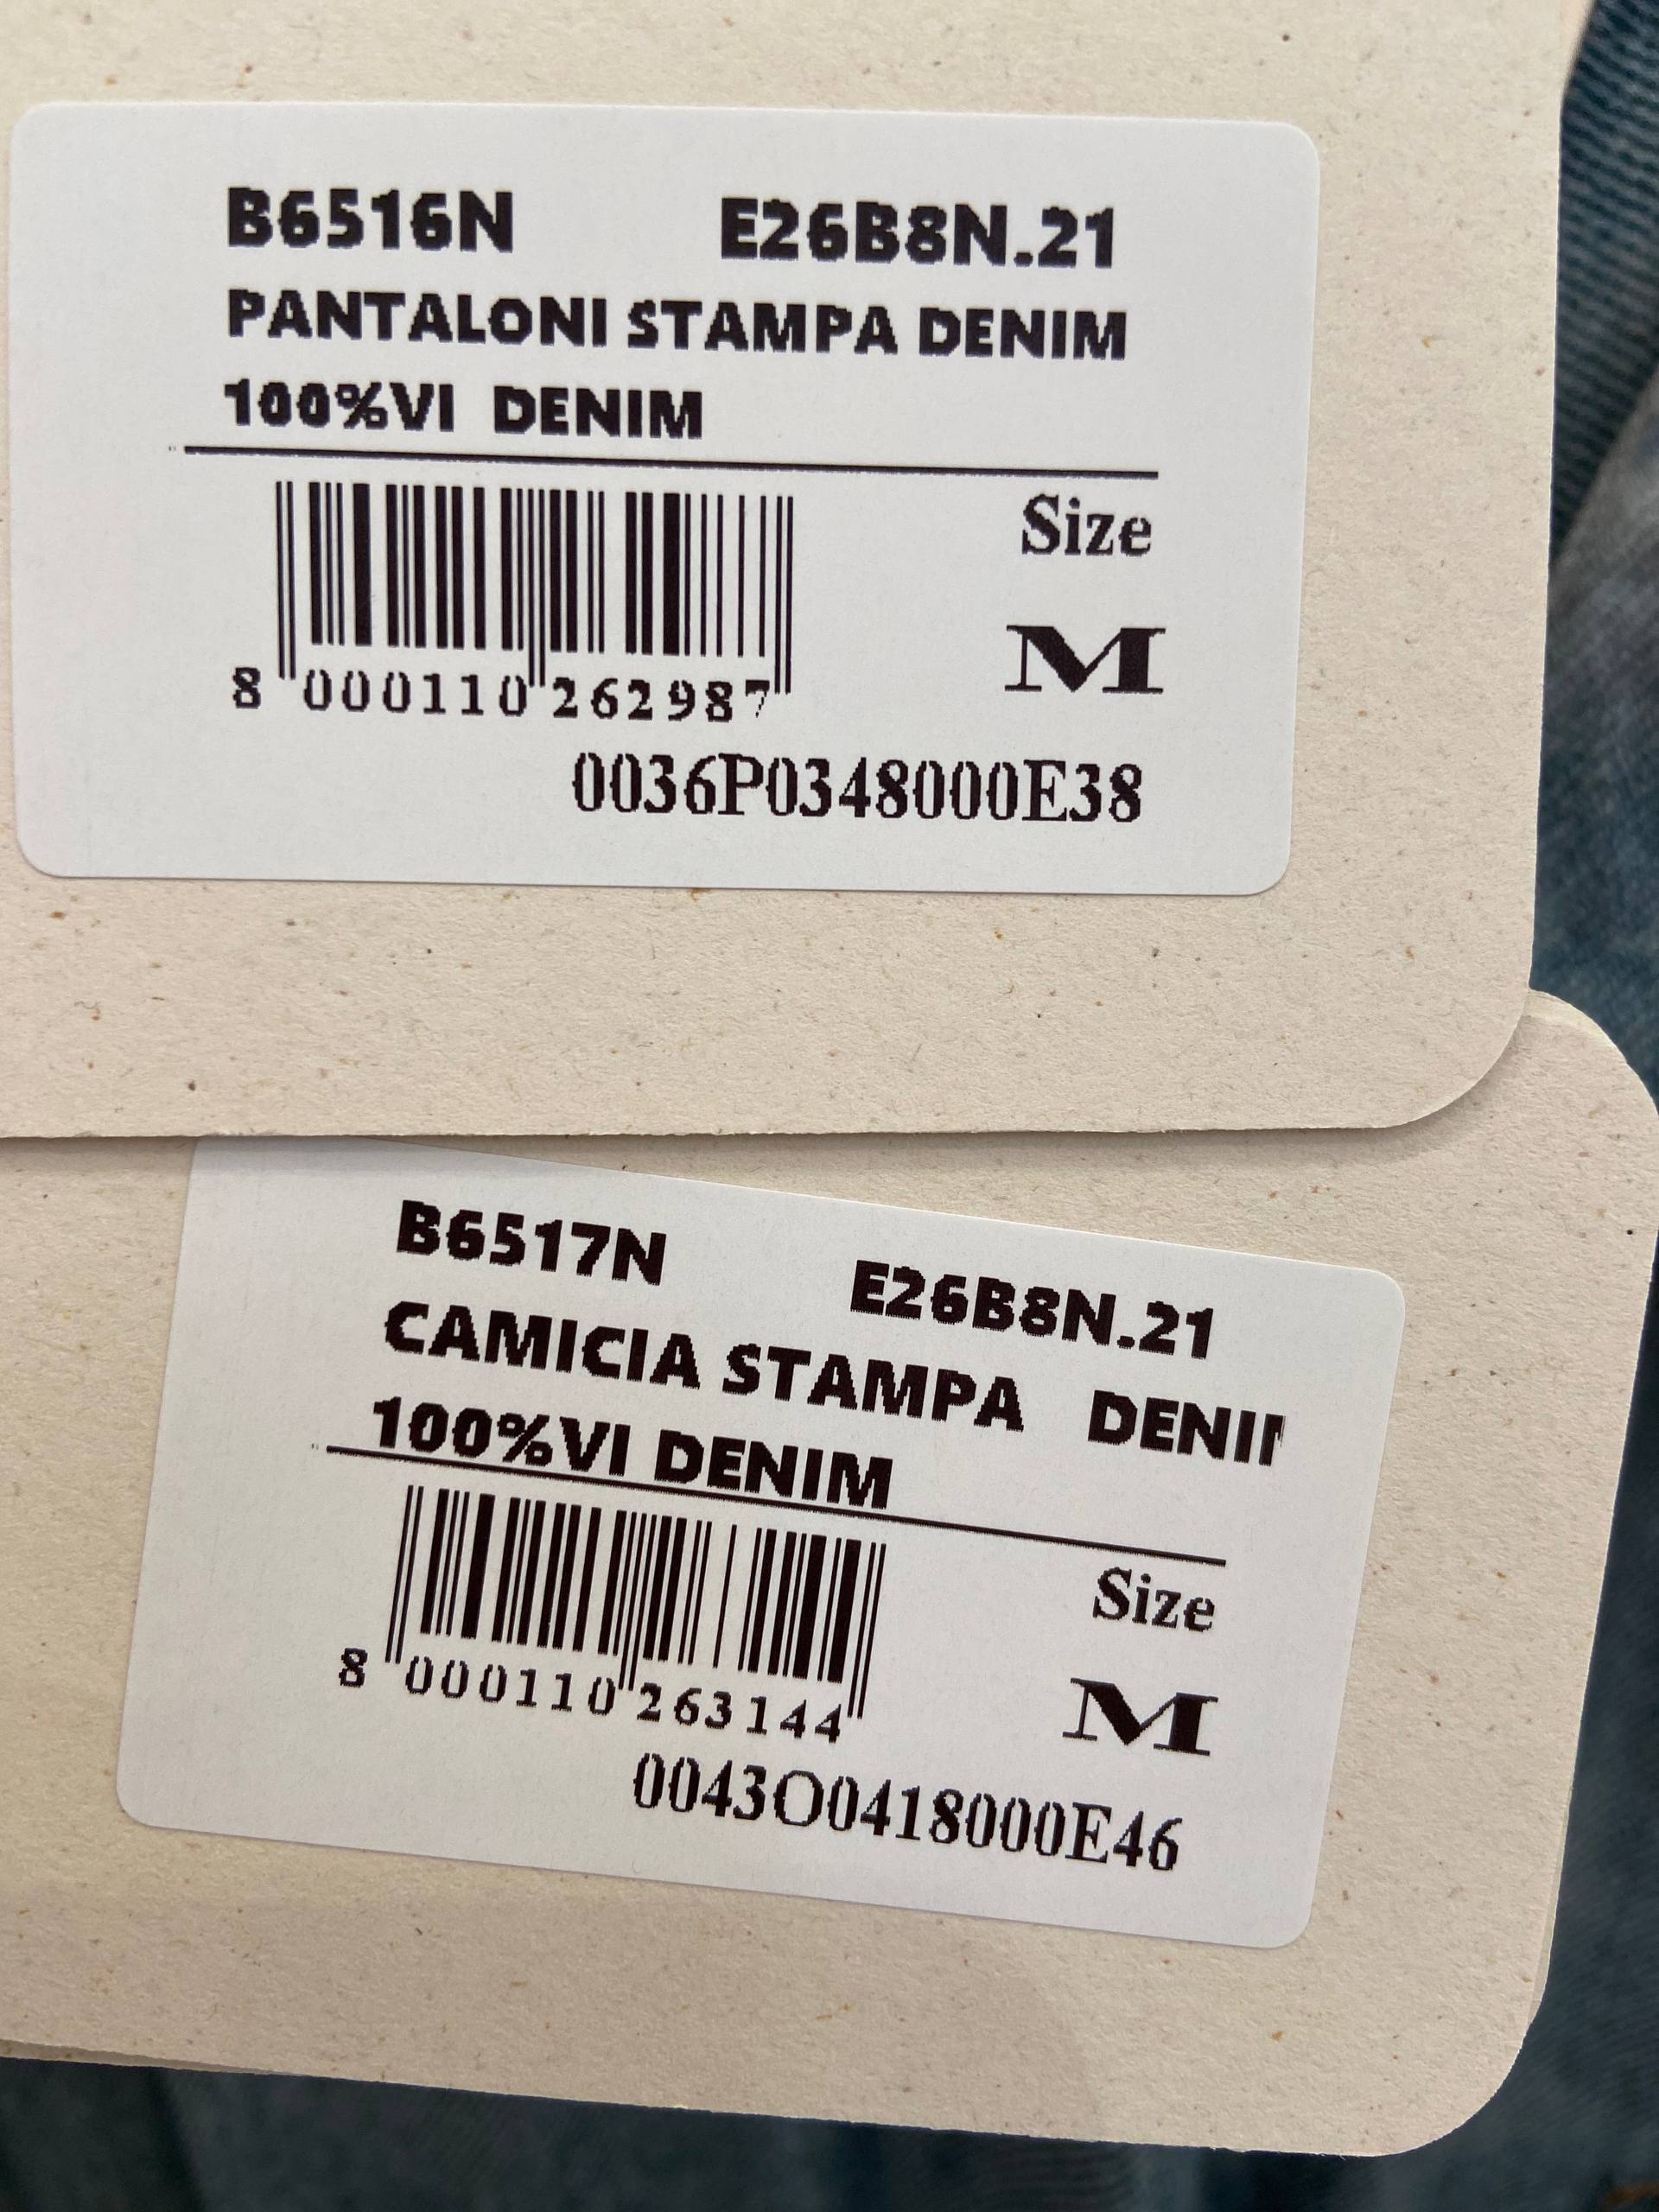 B6516N E26B8N.21
PANTALONI STAMPA DENIM
100%VI DENIM
Size
M
8 000110 262987
0036P0348000E38
B6517N E26B8N.21
CAMICIA STAMPA DENIM
100%VI DENIM
Size
M
8 000110 263144
0043O0418000E46